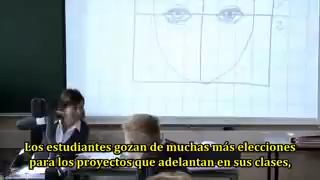 Los estudiantes gozan de muchas más elecciones
para los proyectos que adelantan en sus clases,